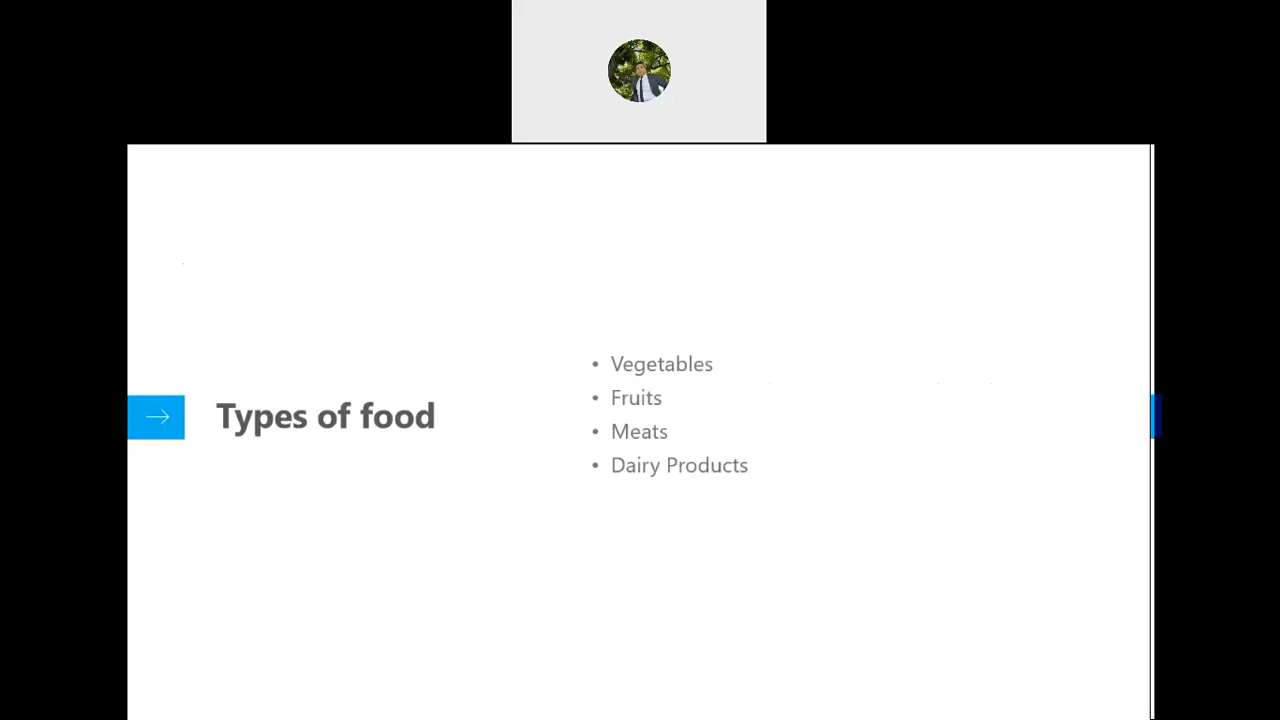 Types of food
• Vegetables
• Fruits
• Meats
• Dairy Products